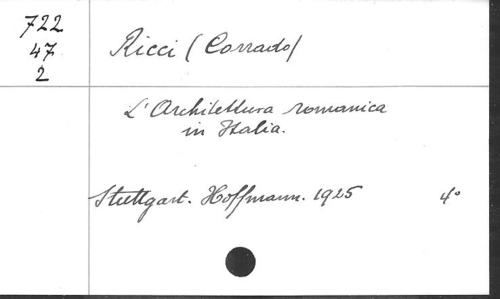 722
47
2
Ricci (Corrado)
L'Architettura romanica
in Italia.
Stuttgart. Hoffmann. 1925 4°